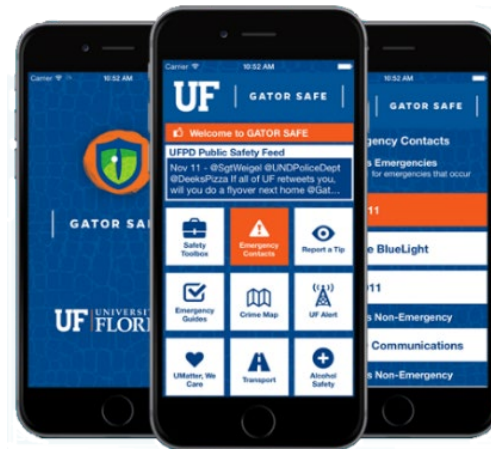 Carrier 10:52 AM
GATOR SA
UF UNIVERSI
FLORI
Carrier 10:52 AM
UF GATOR SAFE
Welcome to GATOR SAFE
UFPD Public Safety Feed
Nov 11 - @SgtWeigel @UNDPoliceDept
@DeeksPizza If all of UF retweets you,
will you do a flyover next home @Gat...
Safety
Toolbox
Emergency
Contacts
Report a Tip
Emergency
Guides
Crime Map
UF Alert
UMatter, We
Care
Transport
Alcohol
Safety
10:52 AM
GATOR SAFE
gency Contacts
s Emergencies
for emergencies that occur
11
e BlueLight
911
s Non-Emergency
Communications
s Non-Emergency